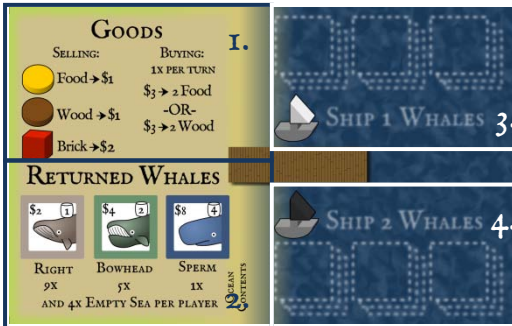 GOODS
1.
SELLING:
Food→$1
Wood→$1
Brick→$2
BUYING:
1X PER TURN
$3→2 Food
-OR-
$3→2 Wood
RETURNED WHALES
$2 1
$4 2
$8 4
RIGHT
9X
BOWHEAD
5X
SPERM
1X
AND 4X EMPTY SEA PER PLAYER
OCEAN
CONTENTS
2.
SHIP 1 WHALES
3.
SHIP 2 WHALES
4.